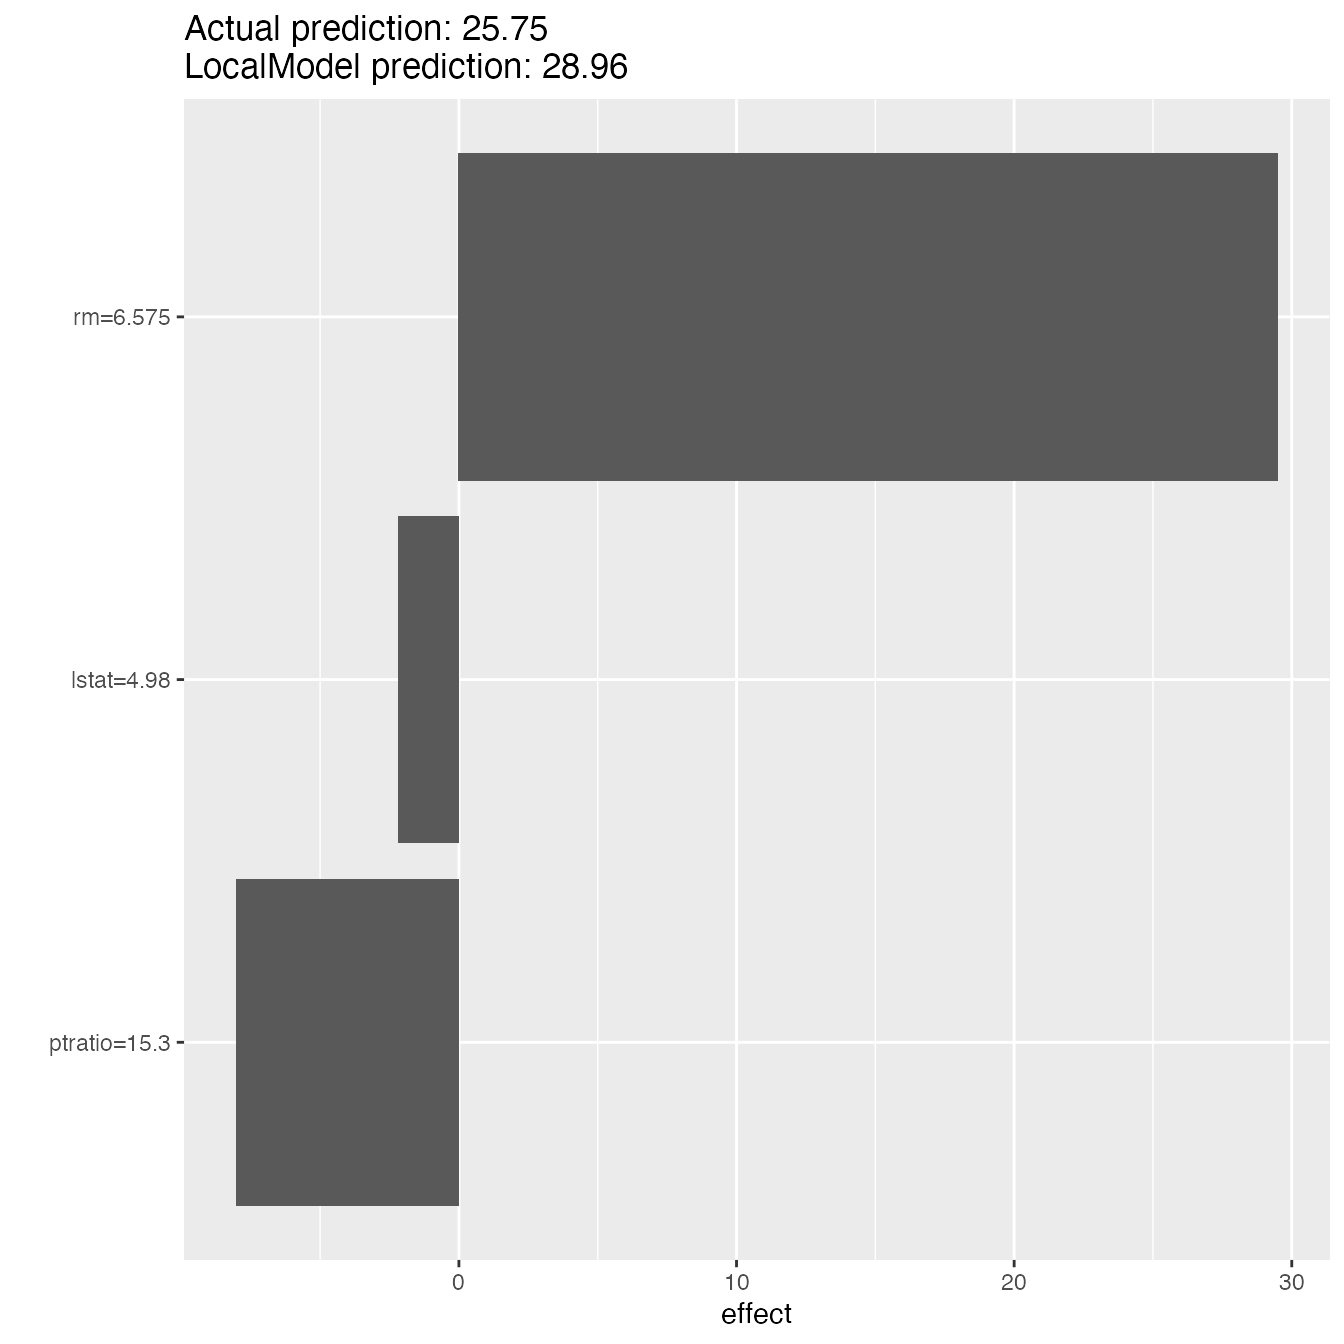 Actual prediction: 25.75
LocalModel prediction: 28.96
rm=6.575
lstat=4.98
ptratio=15.3
0 10 20 30
effect